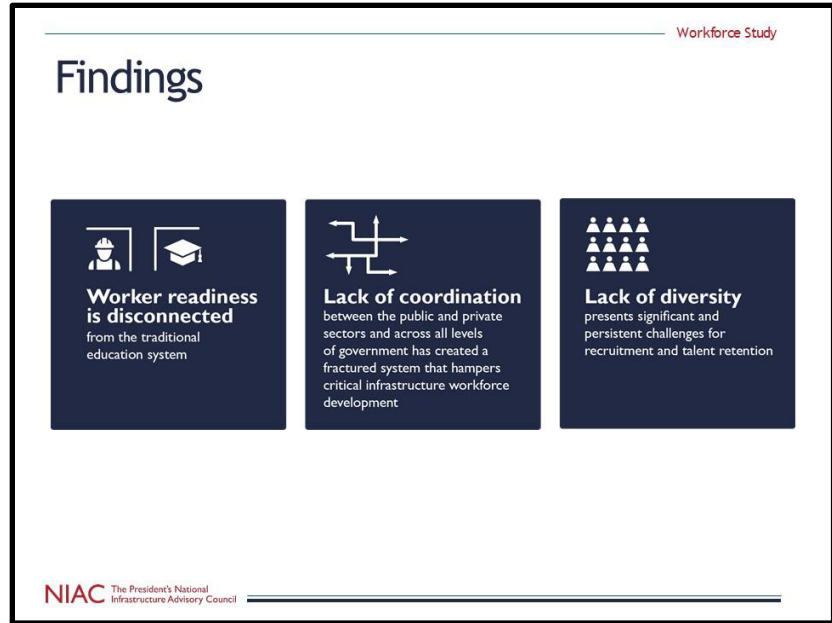 Workforce Study
Findings
Worker readiness
is disconnected
from the traditional
education system
Lack of coordination
between the public and private
sectors and across all levels
of government has created a
fractured system that hampers
critical infrastructure workforce
development
Lack of diversity
presents significant and
persistent challenges for
recruitment and talent retention
NIAC The President's National
Infrastructure Advisory Council